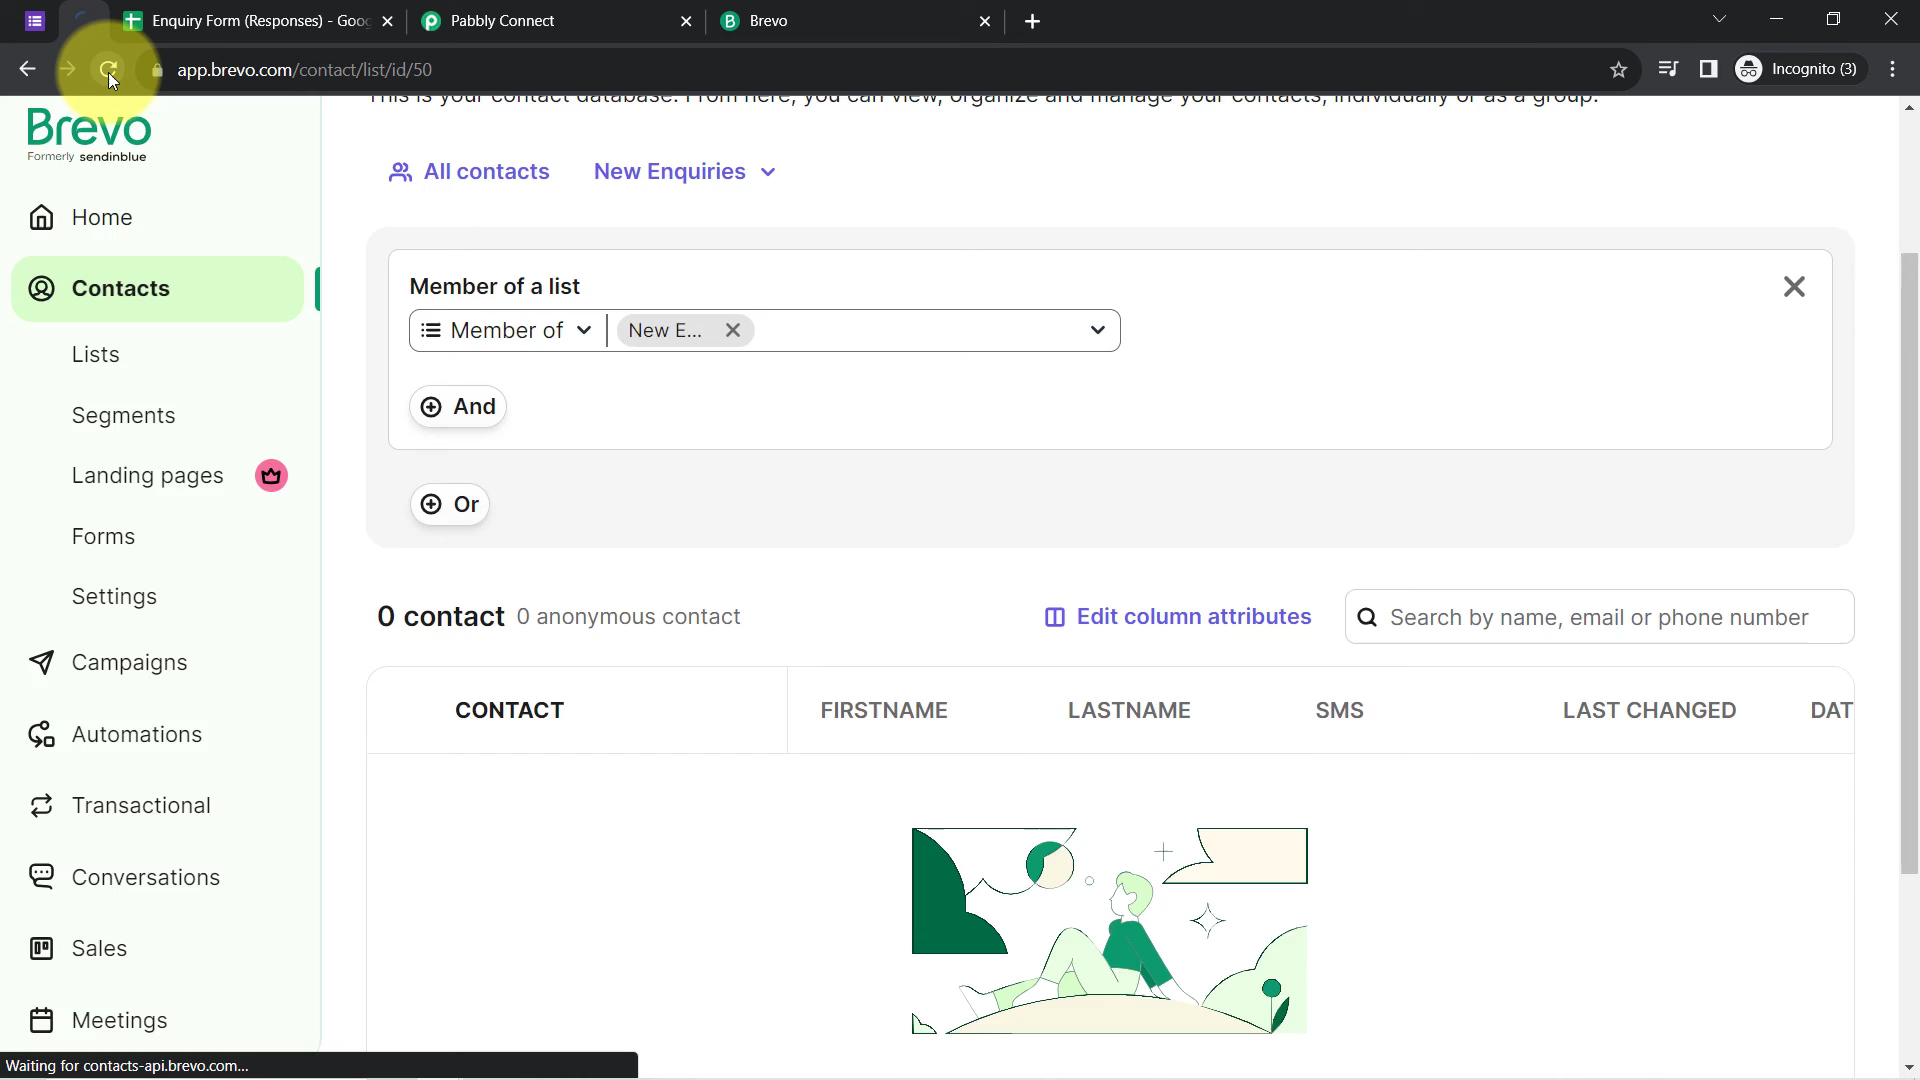 Enquiry Form (Responses) - Goog
Pabbly Connect
Brevo
app.brevo.com/contact/list/id/50
Incognito (3)
This is your contact database. From here, you can view, organize and manage your contacts, individually or as a group.
Brevo
Formerly sendinblue
Home
Contacts
Lists
Segments
Landing pages
Forms
Settings
Campaigns
Automations
Transactional
Conversations
Sales
Meetings
All contacts
New Enquiries
Member of a list
Member of
New E...
And
Or
0 contact 0 anonymous contact
Edit column attributes
Search by name, email or phone number
CONTACT FIRSTNAME LASTNAME SMS LAST CHANGED DAT
Waiting for contacts-api.brevo.com...